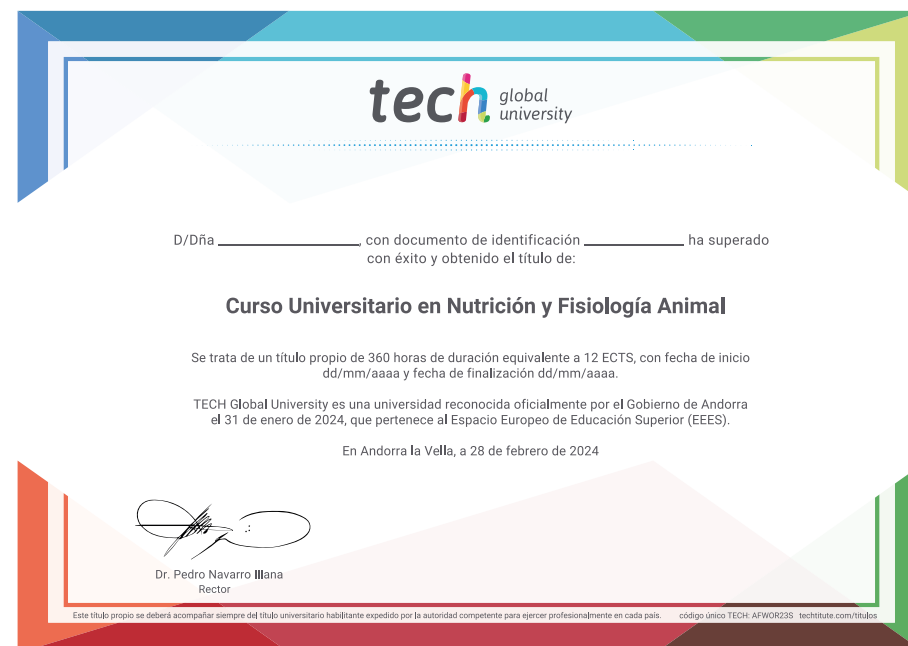 tech global university
D/Dña ____________________, con documento de identificación ______________ ha superado
con éxito y obtenido el título de:
Curso Universitario en Nutrición y Fisiología Animal
Se trata de un título propio de 360 horas de duración equivalente a 12 ECTS, con fecha de inicio
dd/mm/aaaa y fecha de finalización dd/mm/aaaa.
TECH Global University es una universidad reconocida oficialmente por el Gobierno de Andorra
el 31 de enero de 2024, que pertenece al Espacio Europeo de Educación Superior (EEES).
En Andorra la Vella, a 28 de febrero de 2024
Dr. Pedro Navarro Illana
Rector
Este título propio se deberá acompañar siempre del título universitario habilitante expedido por la autoridad competente para ejercer profesionalmente en cada país. código único TECH: AFWOR23S techtitute.com/titulos